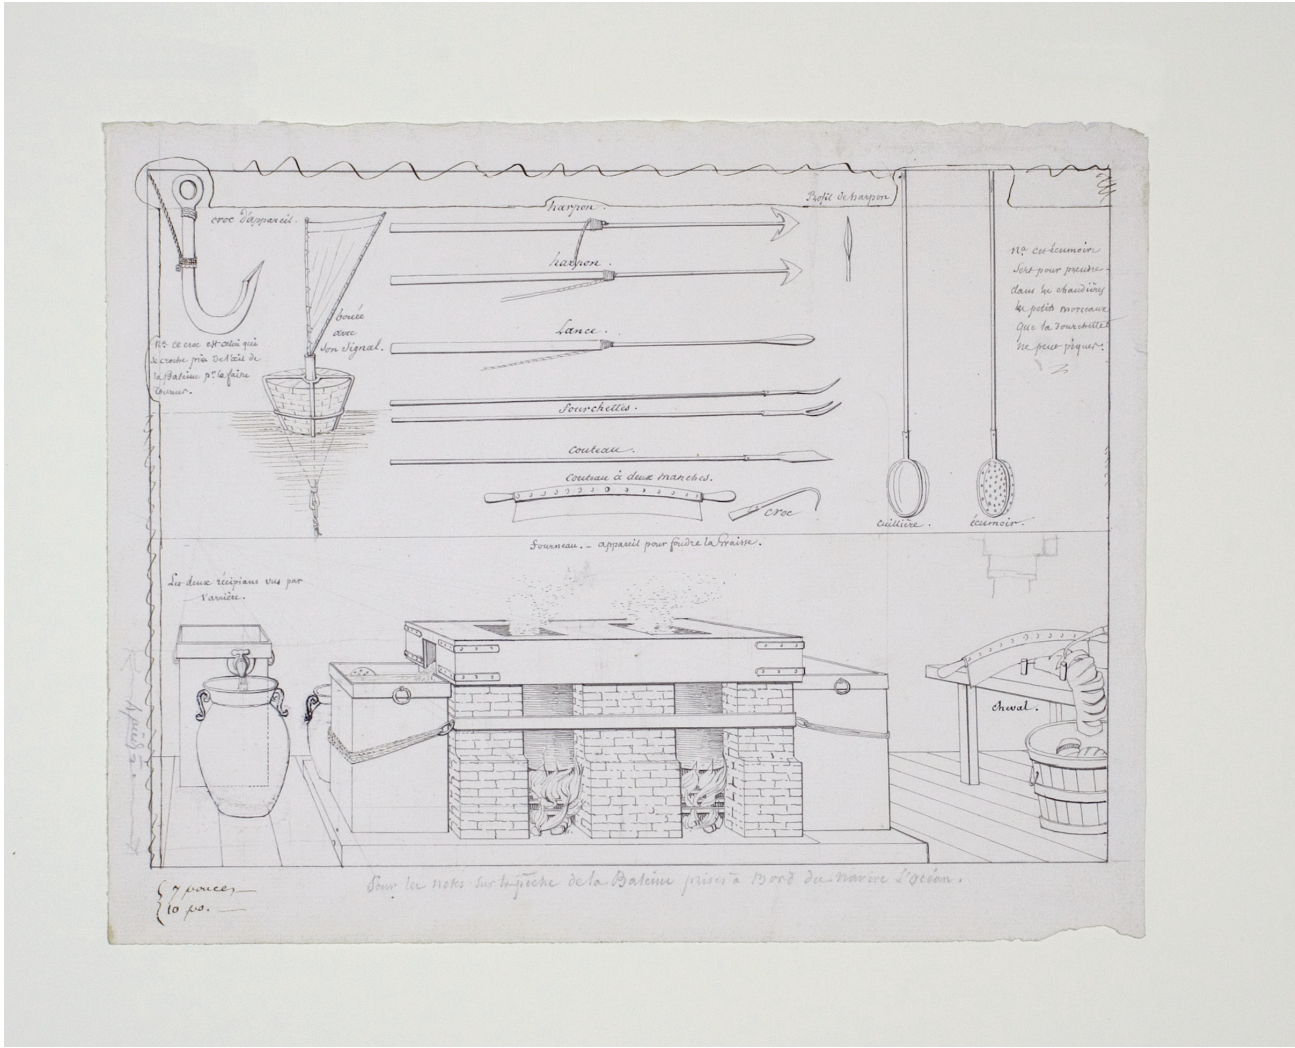 croc d'appareil.
harpon.
Profil de harpon
harpon.
bouée
avec
son Signal.
Lance.
Na. ce croc est celui qui
se croche près De l'œil de
la Baleine pr. la faire
tourner.
Na. cet écumoir
sert pour prendre
dans les chaudières
les petits morceaux
que la fourchette
ne peut piquer.
fourchettes.
couteau.
couteau à deux manches.
croc
cuillière.
écumoir.
fourneau. - appareil pour fondre la Graisse.
Les deux récipians vus par
l'arrière.
cheval.
7 pouces
10 po.
Pour les notes sur la pêche de la Baleine prises à Bord du navire l'océan.